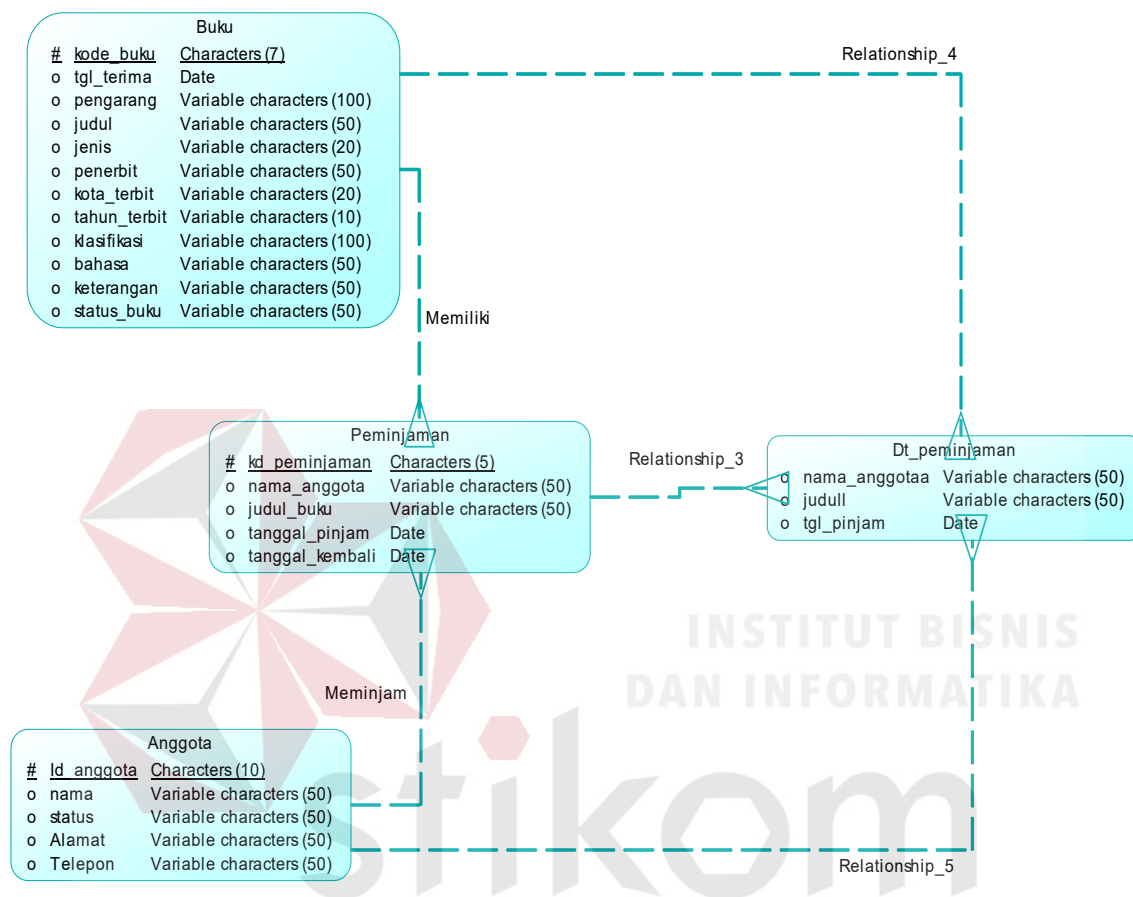 Buku
# kode_buku Characters (7)
o tgl_terima Date
o pengarang Variable characters (100)
o judul Variable characters (50)
o jenis Variable characters (20)
o penerbit Variable characters (50)
o kota_terbit Variable characters (20)
o tahun_terbit Variable characters (10)
o klasifikasi Variable characters (100)
o bahasa Variable characters (50)
o keterangan Variable characters (50)
o status_buku Variable characters (50)
Relationship_4
Memiliki
Peminjaman
# kd_peminjaman Characters (5)
o nama_anggota Variable characters (50)
o judul_buku Variable characters (50)
o tanggal_pinjam Date
o tanggal_kembali Date
Relationship_3
Dt_peminjaman
o nama_anggotaa Variable characters (50)
o judull Variable characters (50)
o tgl_pinjam Date
INSTITUT BISNIS
DAN INFORMATIKA
Meminjam
Anggota
# Id_anggota Characters (10)
o nama Variable characters (50)
o status Variable characters (50)
o Alamat Variable characters (50)
o Telepon Variable characters (50)
stikom
Relationship_5